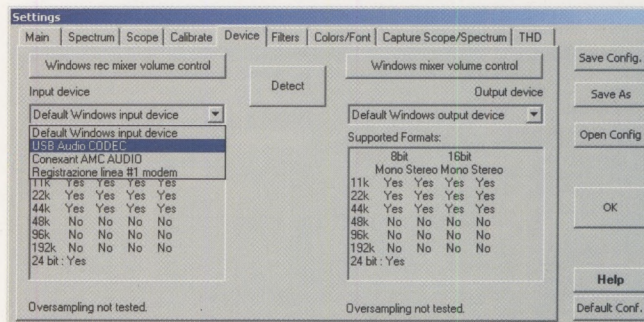 Settings
Main Spectrum Scope Calibrate Device Filters Colors/Font Capture Scope/Spectrum THD
Windows rec mixer volume control
Detect
Windows mixer volume control
Input device
Output device
Default Windows input device
Default Windows output device
Default Windows input device
USB Audio CODEC
Conexant AMC AUDIO
Registrazione linea #1 modem
11k Yes Yes Yes Yes
22k Yes Yes Yes Yes
44k Yes Yes Yes Yes
48k No No No No
96k No No No No
192k No No No No
24 bit : Yes
Oversampling not tested.
Supported Formats:
8bit 16bit
Mono Stereo Mono Stereo
11k Yes Yes Yes Yes
22k Yes Yes Yes Yes
44k Yes Yes Yes Yes
48k No No No No
96k No No No No
192k No No No No
24 bit : Yes
Oversampling not tested.
Save Config.
Save As
Open Config
OK
Help
Default Conf.